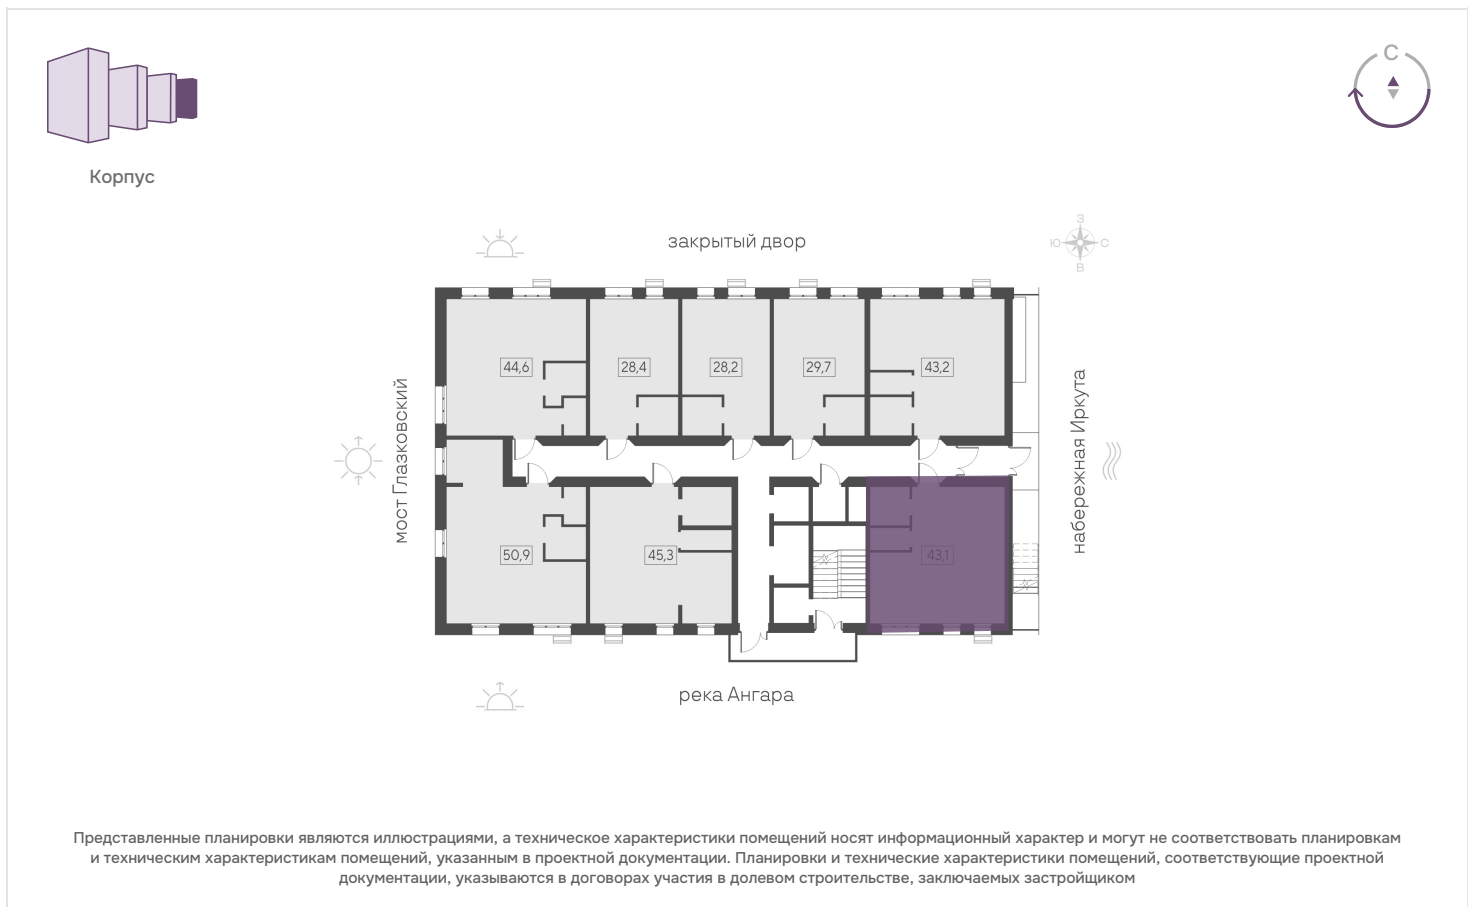 С
Корпус
закрытый двор
З
Ю
С
В
44,6
28,4
28,2
29,7
43,2
мост Глазковский
набережная Иркута
50,9
45,3
43,1
река Ангара
Представленные планировки являются иллюстрациями, а техническое характеристики помещений носят информационный характер и могут не соответствовать планировкам
и техническим характеристикам помещений, указанным в проектной документации. Планировки и технические характеристики помещений, соответствующие проектной
документации, указываются в договорах участия в долевом строительстве, заключаемых застройщиком